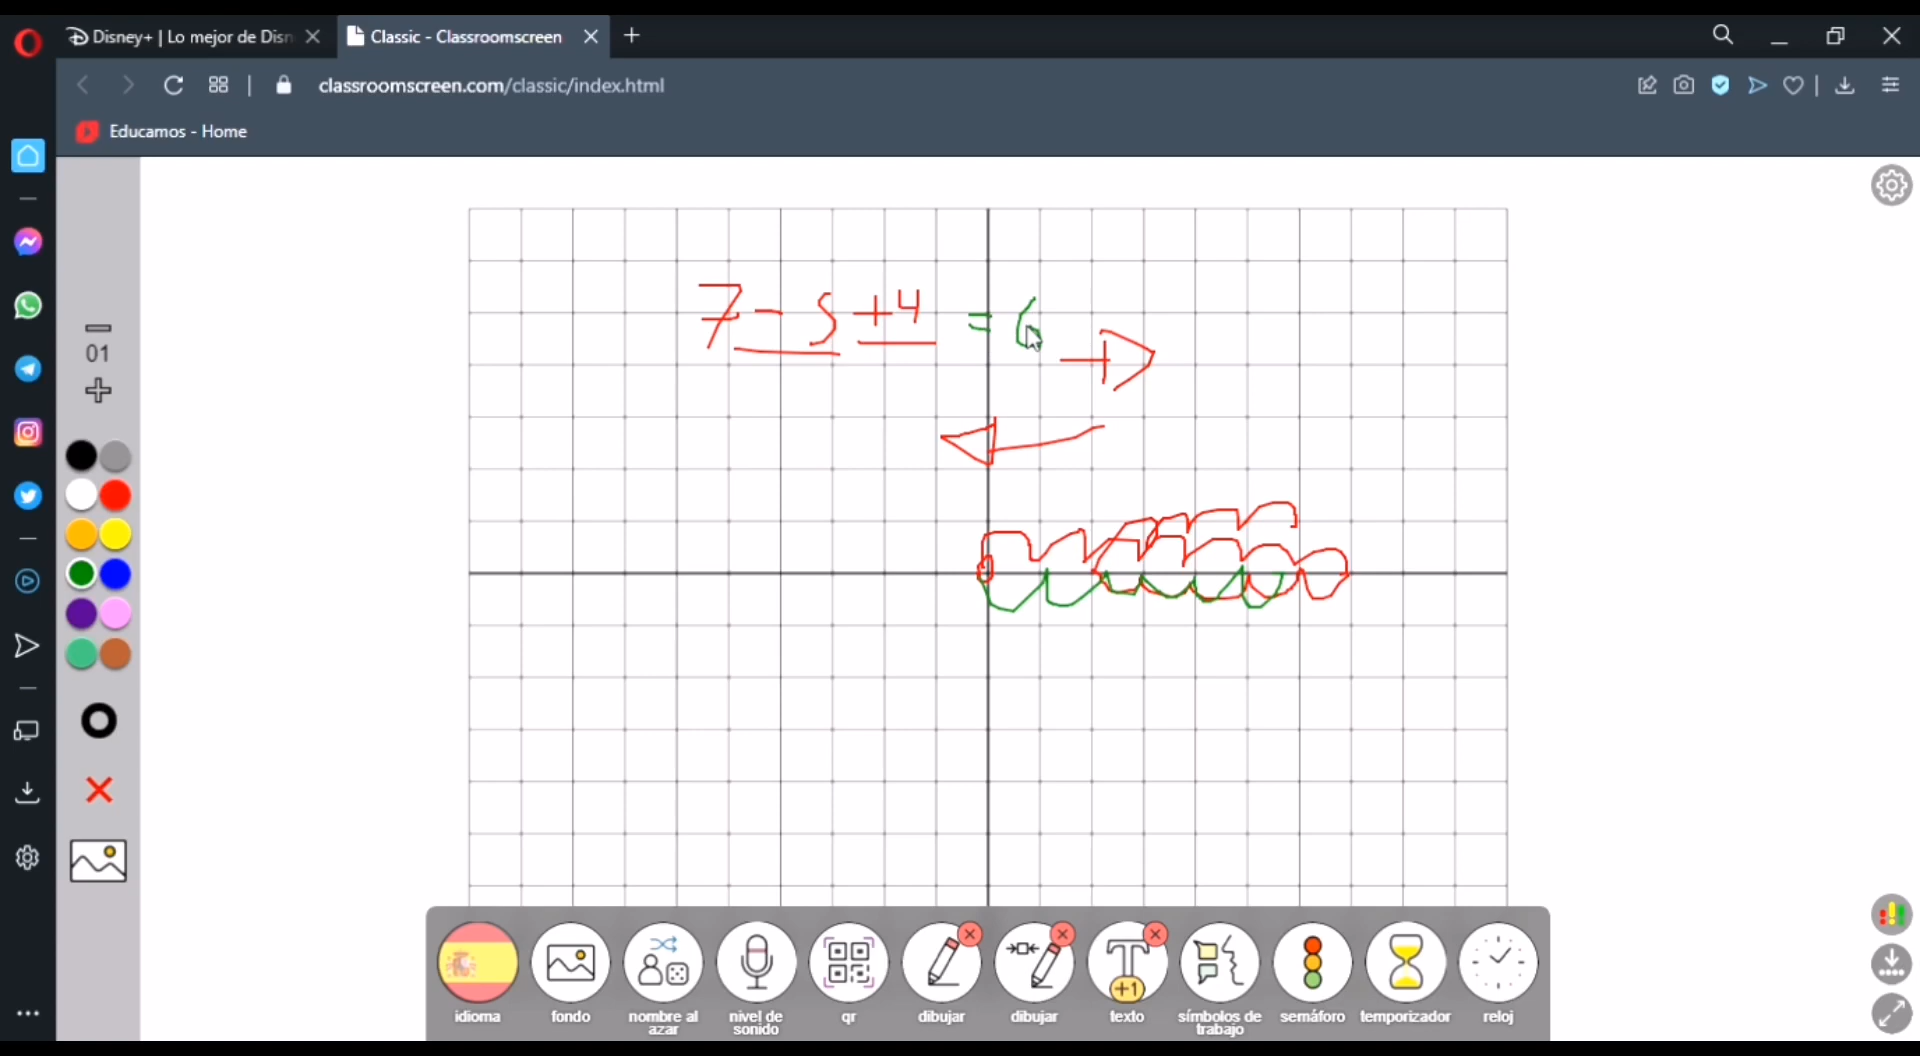 Disney+ | Lo mejor de Disn
Classic - Classroomscreen
classroomscreen.com/classic/index.html
Educamos - Home
7 - 5 + 4 = 6
01
+1
idioma
fondo
nombre al
azar
nivel de
sonido
qr
dibujar
dibujar
texto
símbolos de
trabajo
semáforo
temporizador
reloj